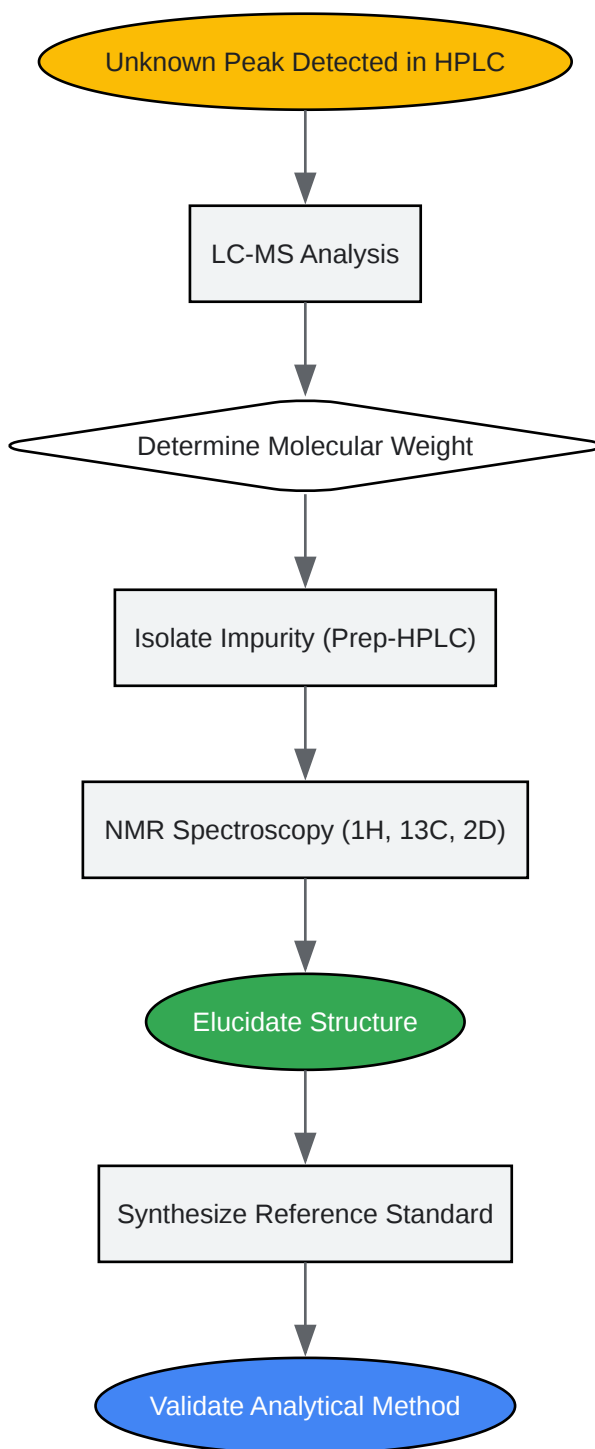 Unknown Peak Detected in HPLC
LC-MS Analysis
Determine Molecular Weight
Isolate Impurity (Prep-HPLC)
NMR Spectroscopy (1H, 13C, 2D)
Elucidate Structure
Synthesize Reference Standard
Validate Analytical Method